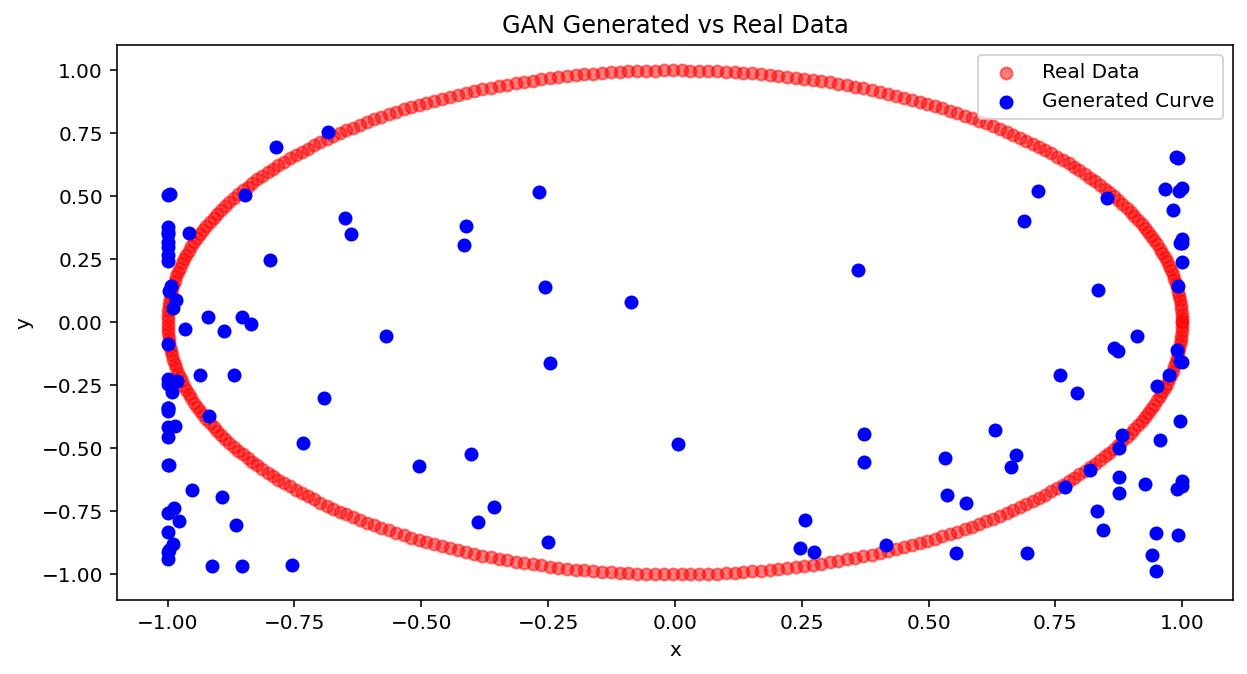 GAN Generated vs Real Data
Real Data
Generated Curve
y
1.00
0.75
0.50
0.25
0.00
−0.25
−0.50
−0.75
−1.00
−1.00 −0.75 −0.50 −0.25 0.00 0.25 0.50 0.75 1.00
x